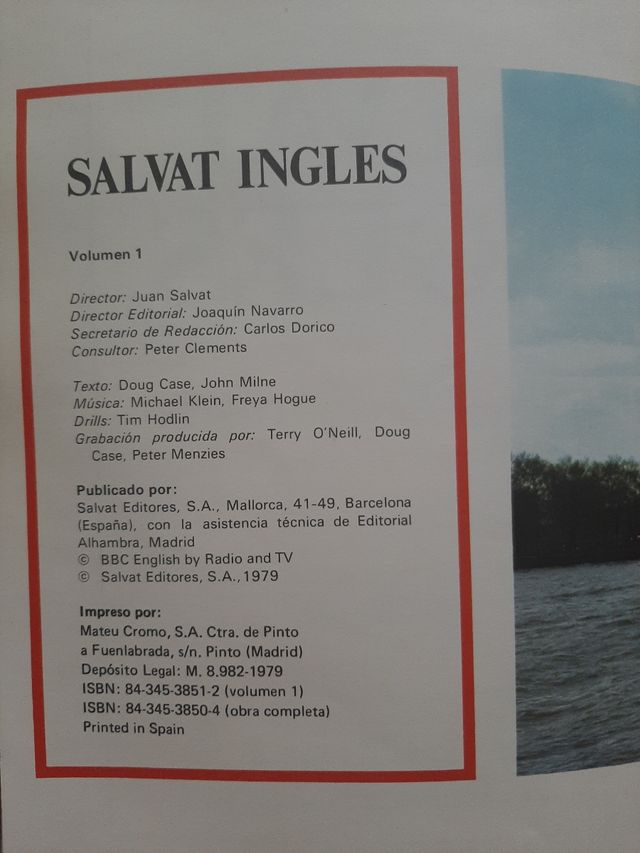 SALVAT INGLES
Volumen 1
Director: Juan Salvat
Director Editorial: Joaquín Navarro
Secretario de Redacción: Carlos Dorico
Consultor: Peter Clements
Texto: Doug Case, John Milne
Música: Michael Klein, Freya Hogue
Drills: Tim Hodlin
Grabación producida por: Terry O'Neill, Doug
Case, Peter Menzies
Publicado por:
Salvat Editores, S.A., Mallorca, 41-49, Barcelona
(España), con la asistencia técnica de Editorial
Alhambra, Madrid
© BBC English by Radio and TV
© Salvat Editores, S.A., 1979
Impreso por:
Mateu Cromo, S.A. Ctra. de Pinto
a Fuenlabrada, s/n. Pinto (Madrid)
Depósito Legal: M. 8.982-1979
ISBN: 84-345-3851-2 (volumen 1)
ISBN: 84-345-3850-4 (obra completa)
Printed in Spain